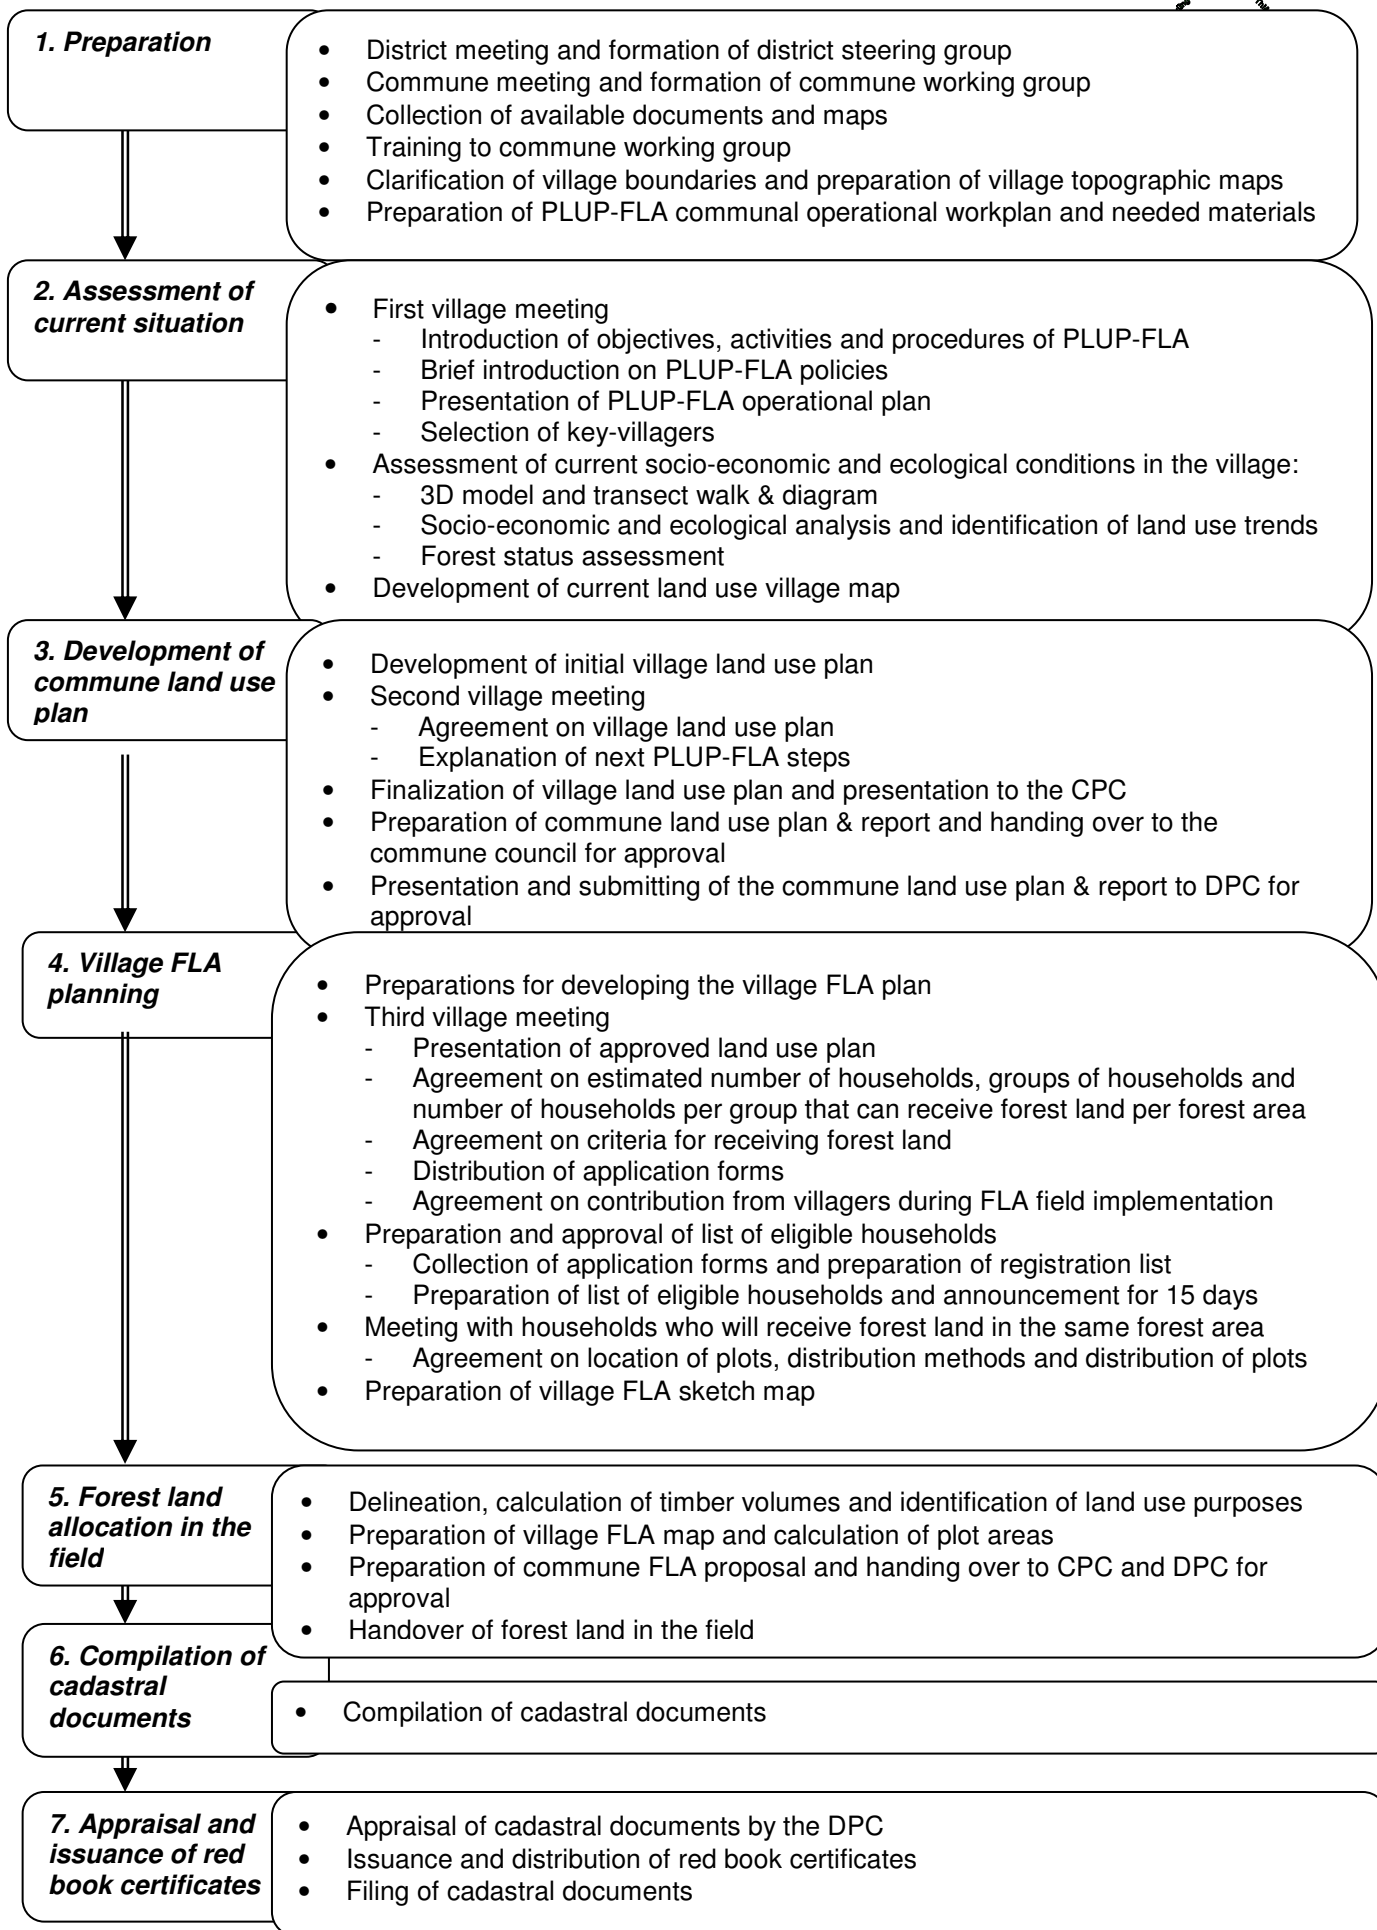 1. Preparation
• District meeting and formation of district steering group
• Commune meeting and formation of commune working group
• Collection of available documents and maps
• Training to commune working group
• Clarification of village boundaries and preparation of village topographic maps
• Preparation of PLUP-FLA communal operational workplan and needed materials
2. Assessment of
current situation
• First village meeting
- Introduction of objectives, activities and procedures of PLUP-FLA
- Brief introduction on PLUP-FLA policies
- Presentation of PLUP-FLA operational plan
- Selection of key-villagers
• Assessment of current socio-economic and ecological conditions in the village:
- 3D model and transect walk & diagram
- Socio-economic and ecological analysis and identification of land use trends
- Forest status assessment
• Development of current land use village map
3. Development of
commune land use
plan
• Development of initial village land use plan
• Second village meeting
- Agreement on village land use plan
- Explanation of next PLUP-FLA steps
• Finalization of village land use plan and presentation to the CPC
• Preparation of commune land use plan & report and handing over to the
commune council for approval
• Presentation and submitting of the commune land use plan & report to DPC for
approval
4. Village FLA
planning
• Preparations for developing the village FLA plan
• Third village meeting
- Presentation of approved land use plan
- Agreement on estimated number of households, groups of households and
number of households per group that can receive forest land per forest area
- Agreement on criteria for receiving forest land
- Distribution of application forms
- Agreement on contribution from villagers during FLA field implementation
• Preparation and approval of list of eligible households
- Collection of application forms and preparation of registration list
- Preparation of list of eligible households and announcement for 15 days
• Meeting with households who will receive forest land in the same forest area
- Agreement on location of plots, distribution methods and distribution of plots
• Preparation of village FLA sketch map
5. Forest land
allocation in the
field
• Delineation, calculation of timber volumes and identification of land use purposes
• Preparation of village FLA map and calculation of plot areas
• Preparation of commune FLA proposal and handing over to CPC and DPC for
approval
• Handover of forest land in the field
6. Compilation of
cadastral
documents
• Compilation of cadastral documents
7. Appraisal and
issuance of red
book certificates
• Appraisal of cadastral documents by the DPC
• Issuance and distribution of red book certificates
• Filing of cadastral documents